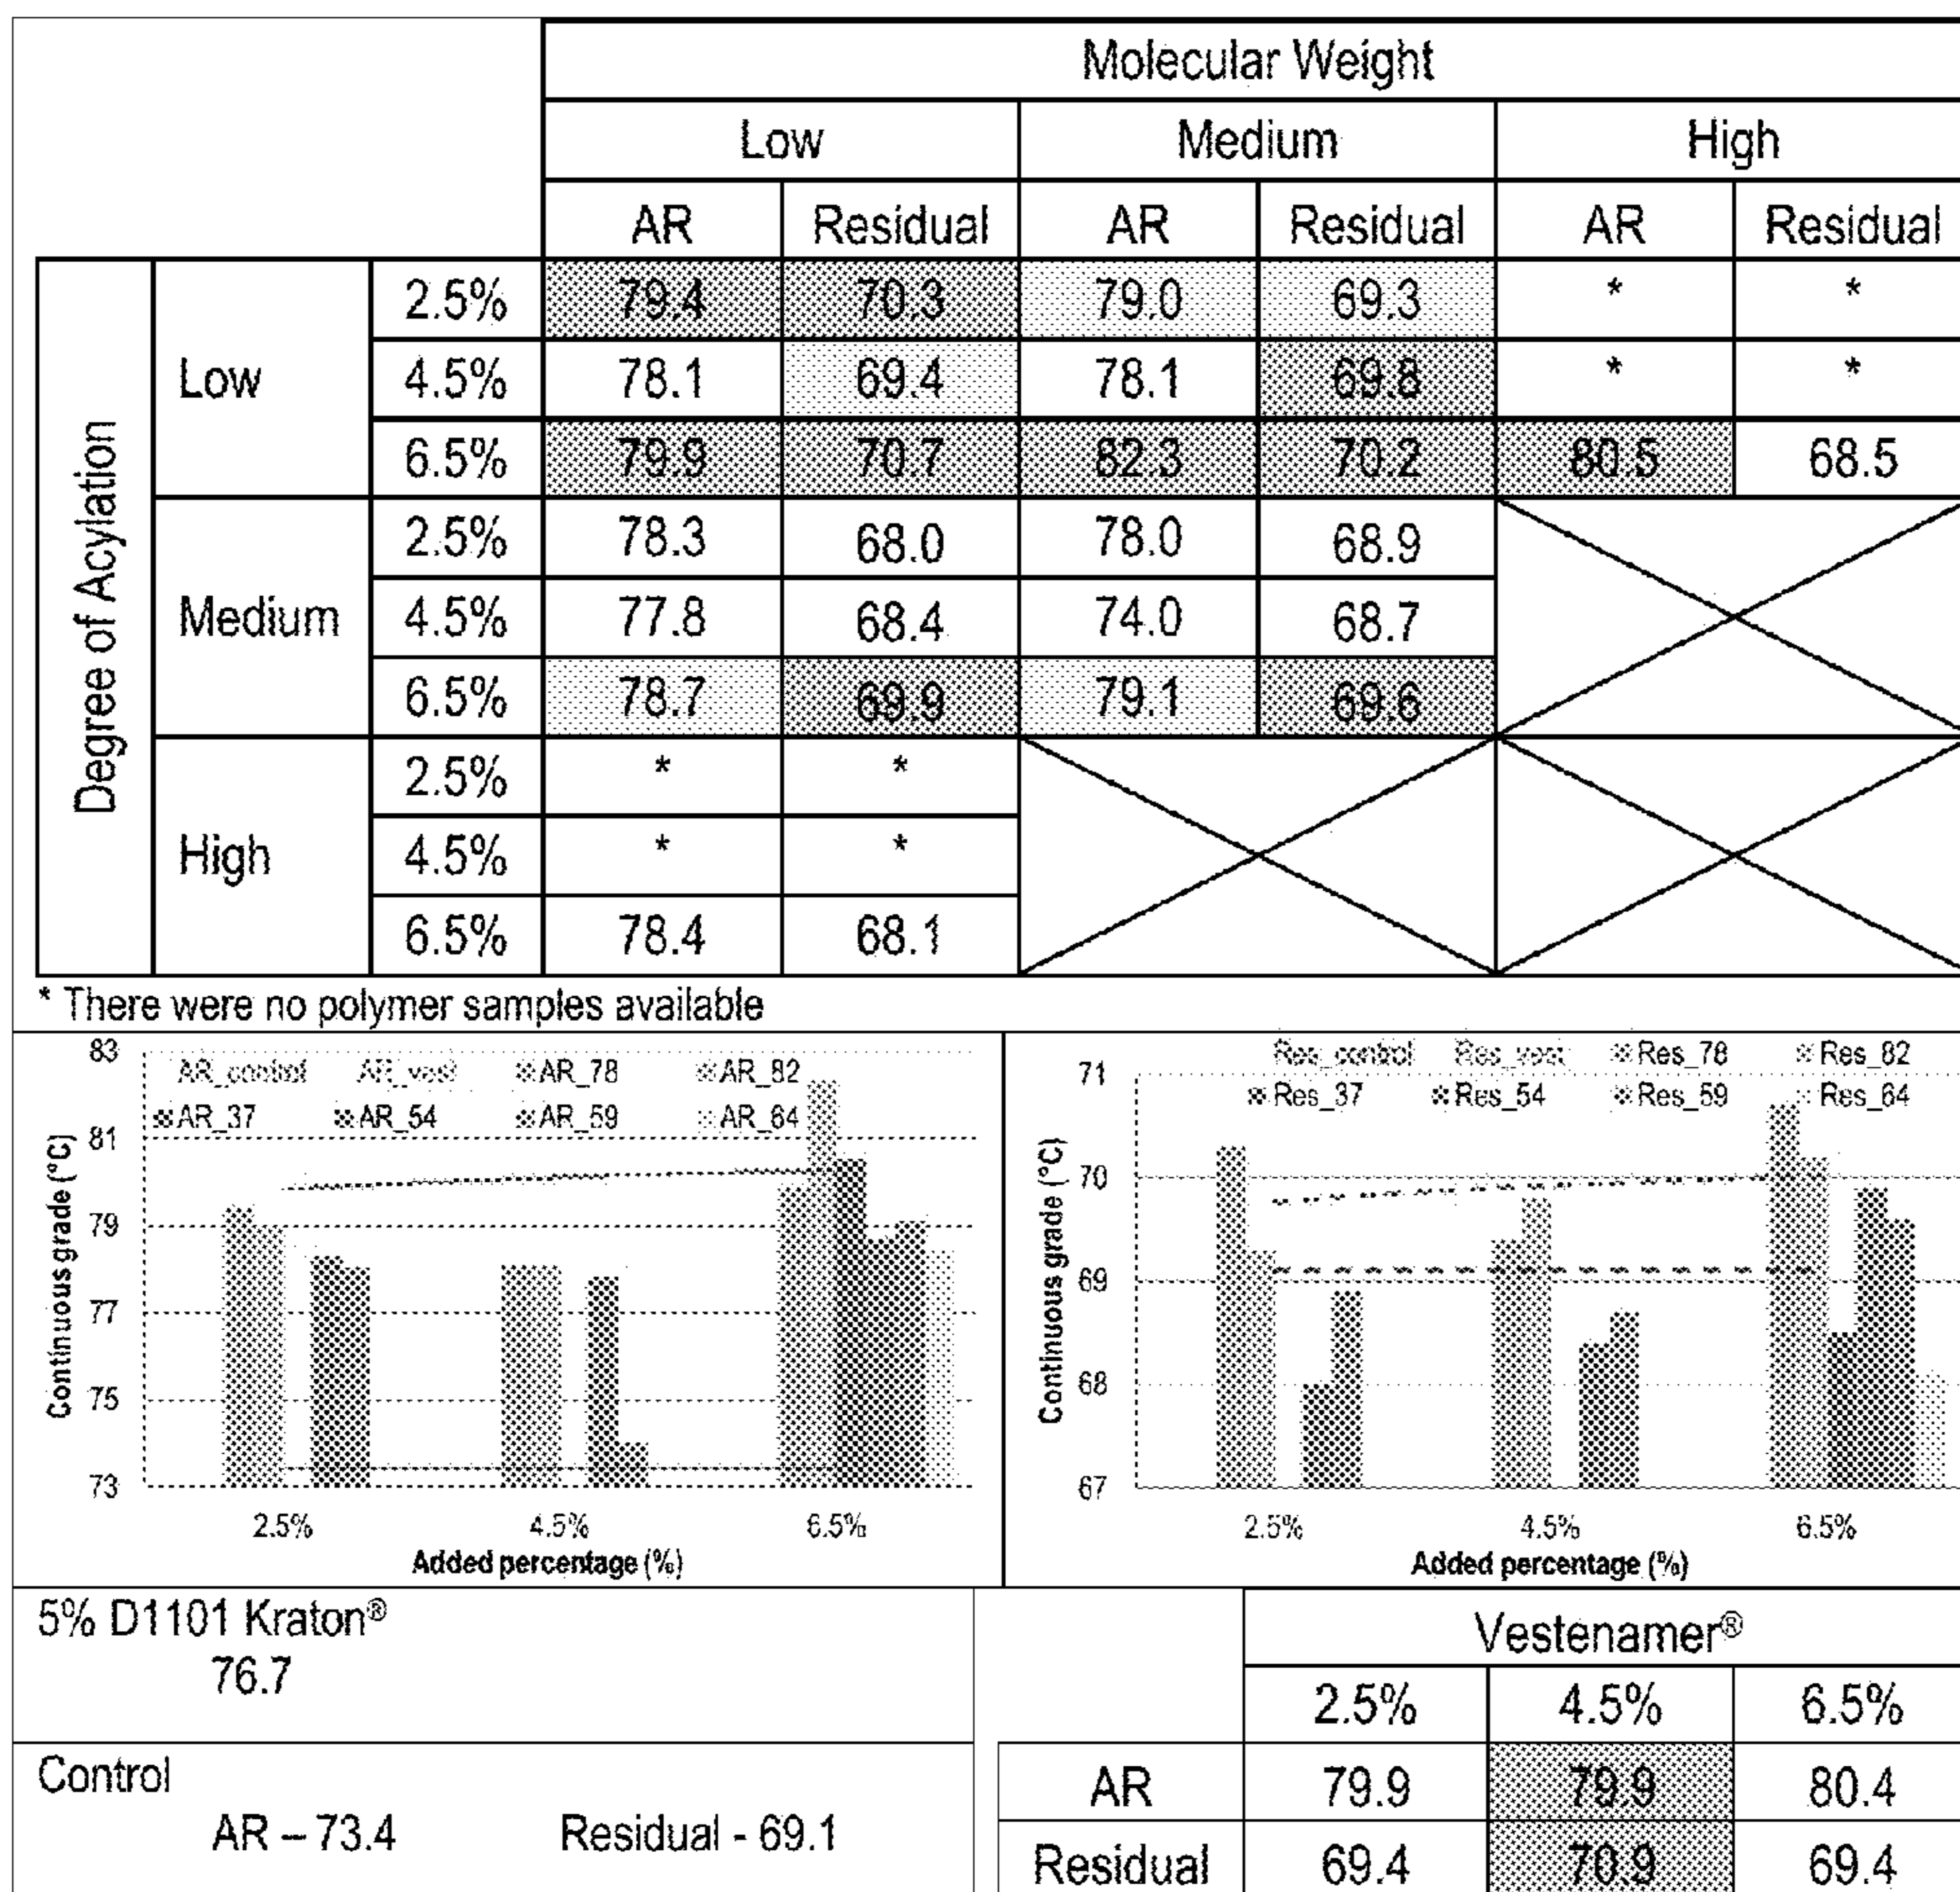 Molecular Weight
Low Medium High
AR Residual AR Residual AR Residual
Degree of Acylation
Low 2.5% 79.4 70.3 79.0 69.3 * *
4.5% 78.1 69.4 78.1 69.8 * *
6.5% 79.9 70.7 82.3 70.2 80.5 68.5
Medium 2.5% 78.3 68.0 78.0 68.9
4.5% 77.8 68.4 74.0 68.7
6.5% 78.7 69.9 79.1 69.6
High 2.5% * *
4.5% * *
6.5% 78.4 68.1
* There were no polymer samples available
AR_control AR_vest AR_78 AR_82
AR_37 AR_54 AR_59 AR_64
Continuous grade (°C)
83
81
79
77
75
73
2.5% 4.5% 6.5%
Added percentage (%)
Res_control Res_vest Res_78 Res_82
Res_37 Res_54 Res_59 Res_64
Continuous grade (°C)
71
70
69
68
67
2.5% 4.5% 6.5%
Added percentage (%)
5% D1101 Kraton®
76.7
Control
AR – 73.4 Residual - 69.1
Vestenamer®
2.5% 4.5% 6.5%
AR 79.9 79.9 80.4
Residual 69.4 70.9 69.4